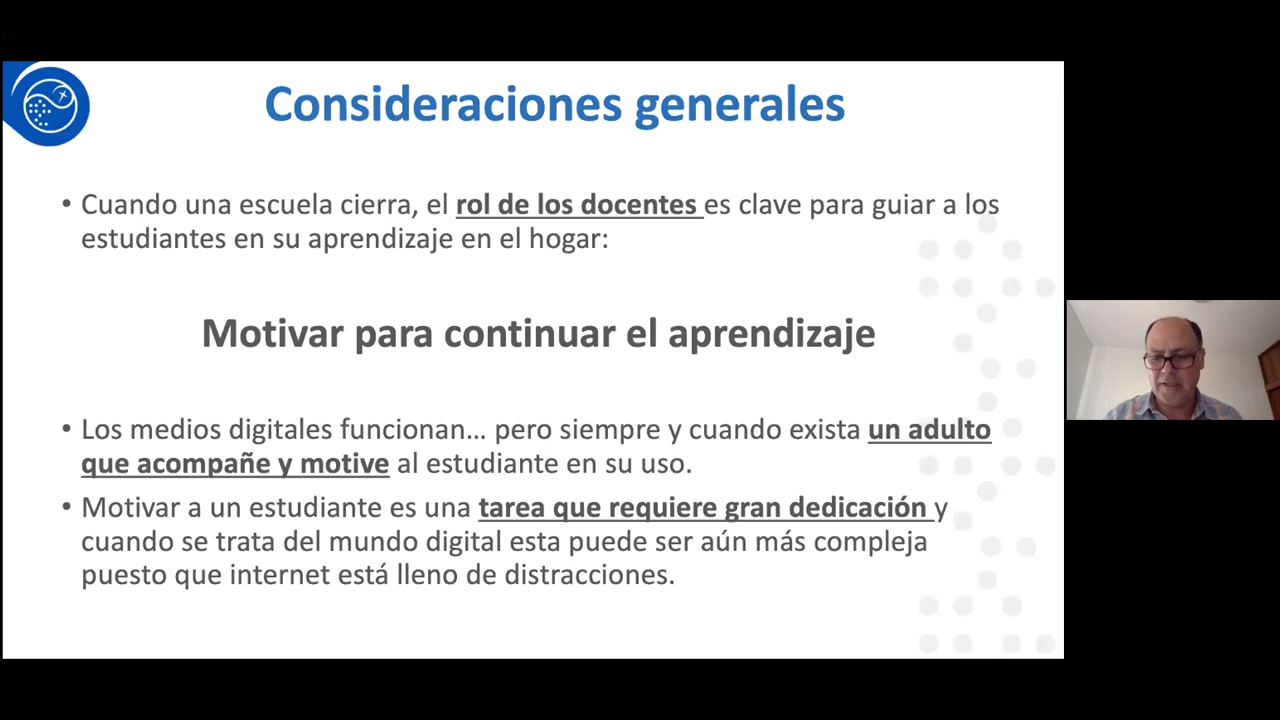 Consideraciones generales
• Cuando una escuela cierra, el rol de los docentes es clave para guiar a los
estudiantes en su aprendizaje en el hogar:
Motivar para continuar el aprendizaje
• Los medios digitales funcionan... pero siempre y cuando exista un adulto
que acompañe y motive al estudiante en su uso.
• Motivar a un estudiante es una tarea que requiere gran dedicación y
cuando se trata del mundo digital esta puede ser aún más compleja
puesto que internet está lleno de distracciones.